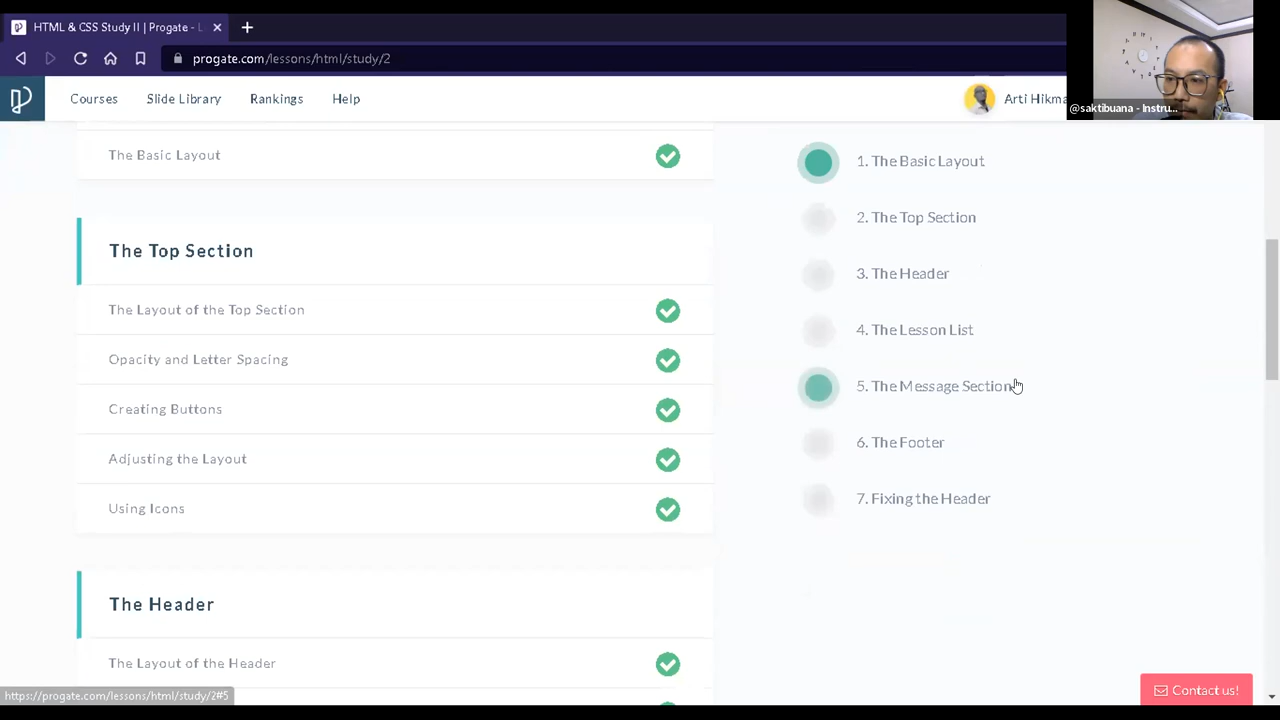 HTML & CSS Study II | Progate - L
progate.com/lessons/html/study/2
Courses
Slide Library
Rankings
Help
Arti Hikma
@saktibuana - Instru...
The Basic Layout
The Top Section
The Layout of the Top Section
Opacity and Letter Spacing
Creating Buttons
Adjusting the Layout
Using Icons
The Header
The Layout of the Header
1. The Basic Layout
2. The Top Section
3. The Header
4. The Lesson List
5. The Message Section
6. The Footer
7. Fixing the Header
https://progate.com/lessons/html/study/2#5
Contact us!